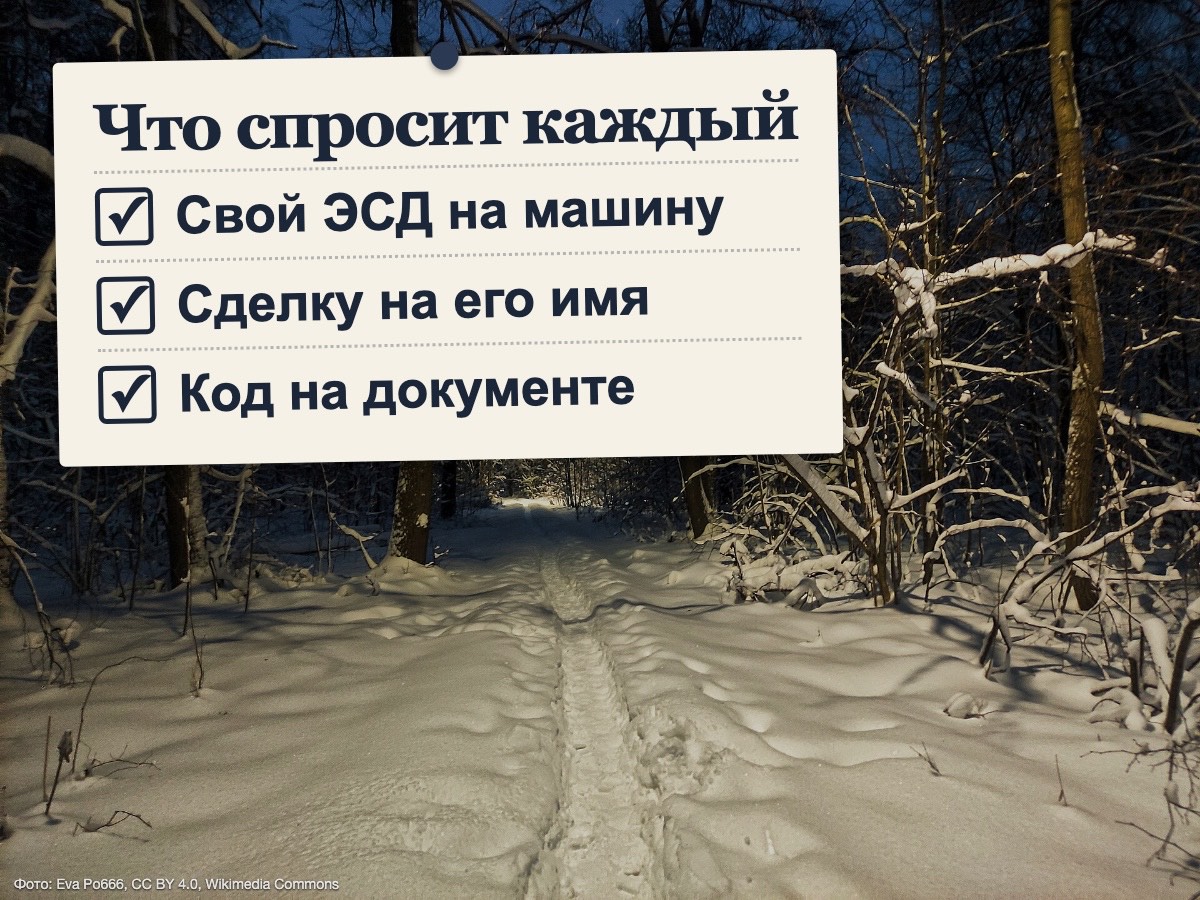 Что спросит каждый
Свой ЭСД на машину
Сделку на его имя
Код на документе
Фото: Eva Po666, CC BY 4.0, Wikimedia Commons